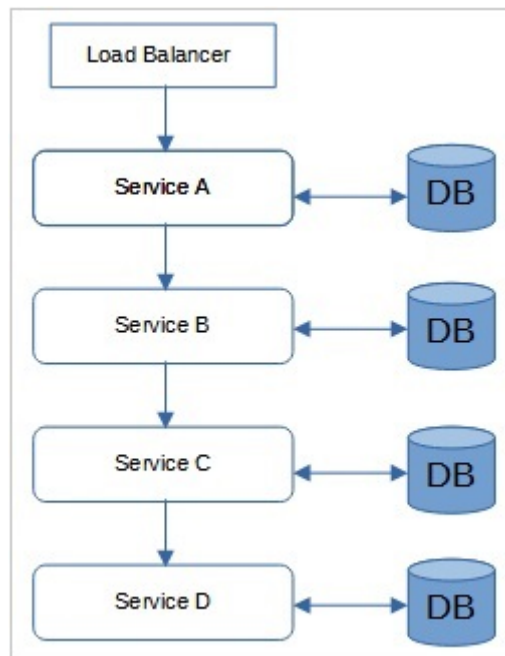 Load Balancer
Service A
DB
Service B
DB
Service C
DB
Service D
DB